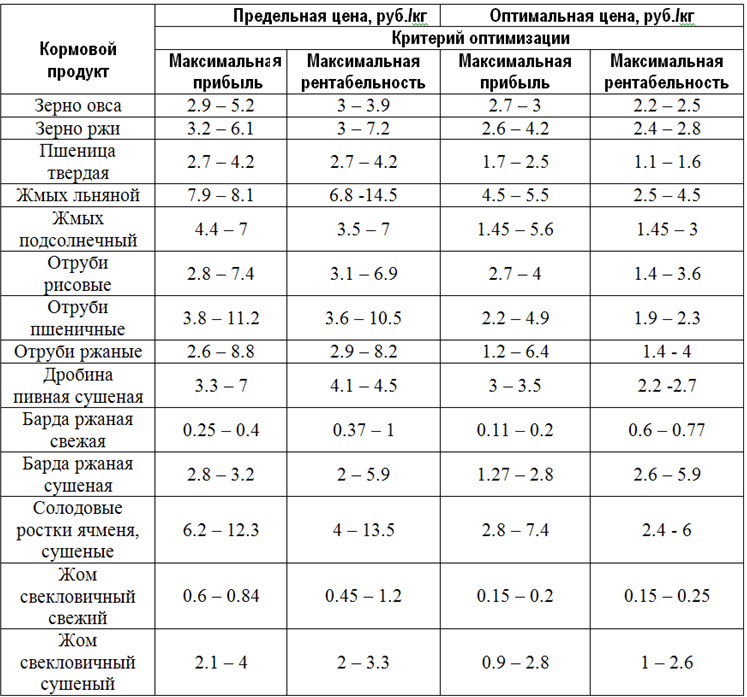 Кормовой продукт | Предельная цена, руб./кг | Оптимальная цена, руб./кг
Критерий оптимизации
Максимальная прибыль | Максимальная рентабельность | Максимальная прибыль | Максимальная рентабельность
Зерно овса | 2.9 – 5.2 | 3 – 3.9 | 2.7 – 3 | 2.2 – 2.5
Зерно ржи | 3.2 – 6.1 | 3 – 7.2 | 2.6 – 4.2 | 2.4 – 2.8
Пшеница твердая | 2.7 – 4.2 | 2.7 – 4.2 | 1.7 – 2.5 | 1.1 – 1.6
Жмых льняной | 7.9 – 8.1 | 6.8 -14.5 | 4.5 – 5.5 | 2.5 – 4.5
Жмых подсолнечный | 4.4 – 7 | 3.5 – 7 | 1.45 – 5.6 | 1.45 – 3
Отруби рисовые | 2.8 – 7.4 | 3.1 – 6.9 | 2.7 – 4 | 1.4 – 3.6
Отруби пшеничные | 3.8 – 11.2 | 3.6 – 10.5 | 2.2 – 4.9 | 1.9 – 2.3
Отруби ржаные | 2.6 – 8.8 | 2.9 – 8.2 | 1.2 – 6.4 | 1.4 - 4
Дробина пивная сушеная | 3.3 – 7 | 4.1 – 4.5 | 3 – 3.5 | 2.2 -2.7
Барда ржаная свежая | 0.25 – 0.4 | 0.37 – 1 | 0.11 – 0.2 | 0.6 – 0.77
Барда ржаная сушеная | 2.8 – 3.2 | 2 – 5.9 | 1.27 – 2.8 | 2.6 – 5.9
Солодовые ростки ячменя, сушеные | 6.2 – 12.3 | 4 – 13.5 | 2.8 – 7.4 | 2.4 - 6
Жом свекловичный свежий | 0.6 – 0.84 | 0.45 – 1.2 | 0.15 – 0.2 | 0.15 – 0.25
Жом свекловичный сушеный | 2.1 – 4 | 2 – 3.3 | 0.9 – 2.8 | 1 – 2.6